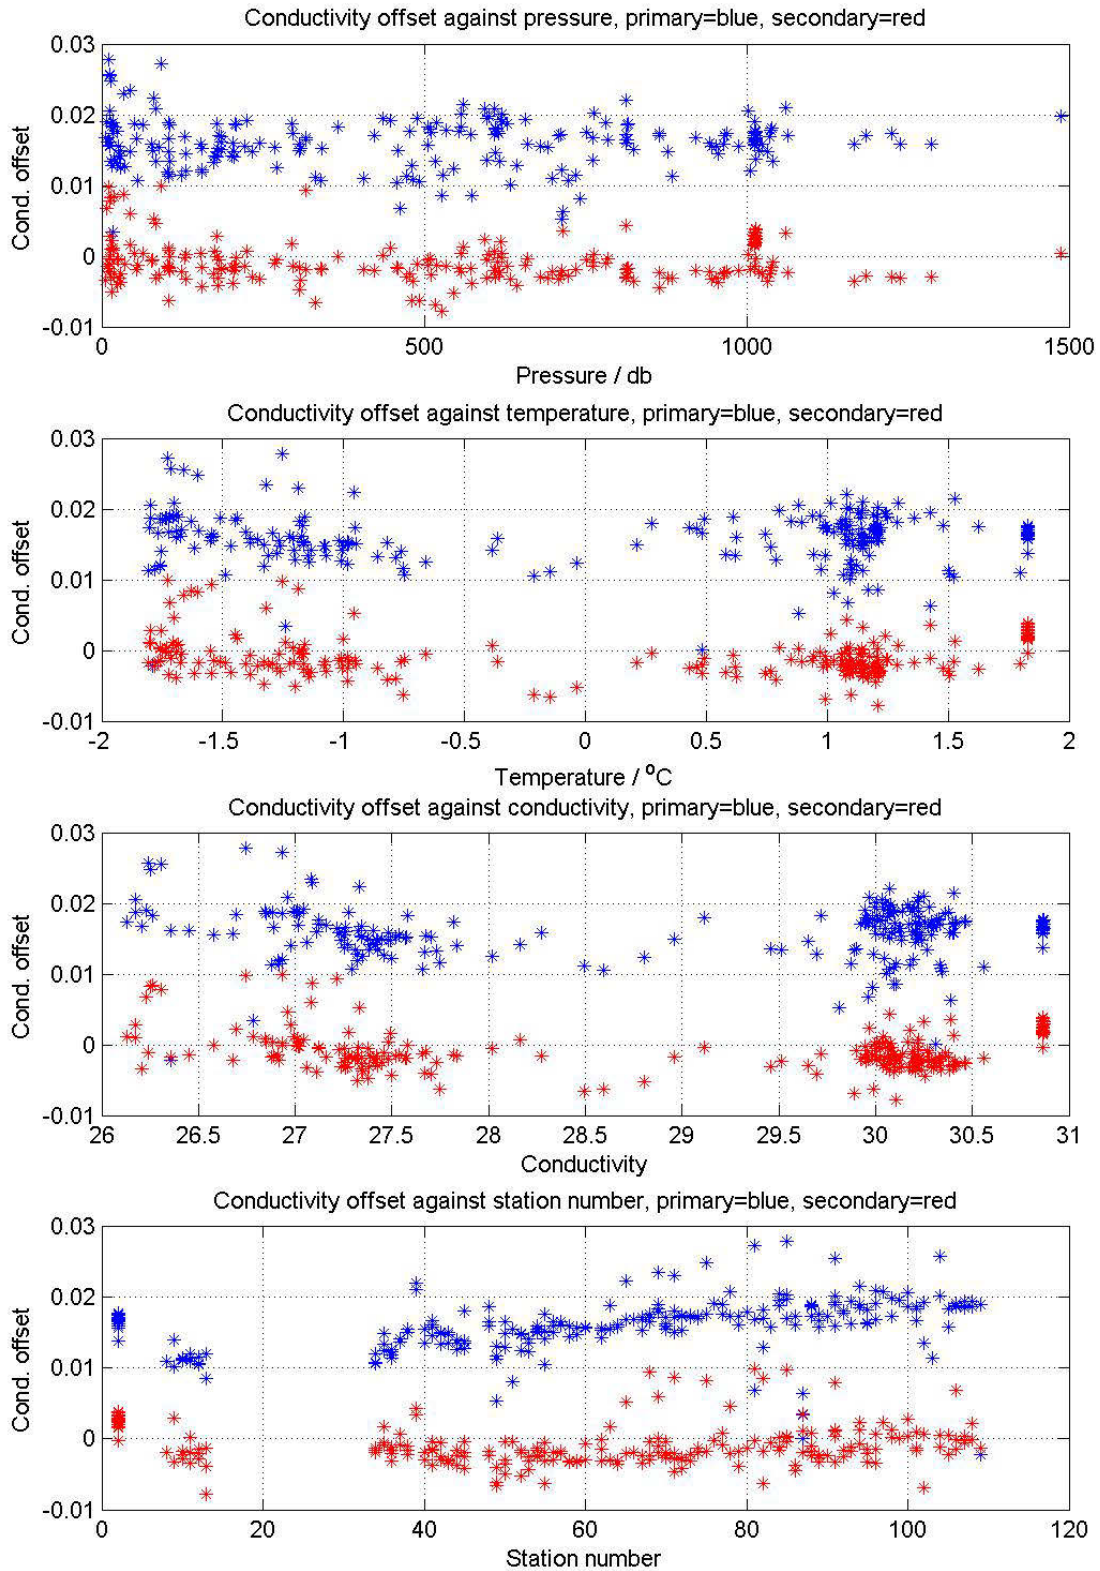 Conductivity offset against pressure, primary=blue, secondary=red
0.03
0.02
0.01
0
-0.01
Cond. offset
0 500 1000 1500
Pressure / db
Conductivity offset against temperature, primary=blue, secondary=red
0.03
0.02
0.01
0
-0.01
Cond. offset
-2 -1.5 -1 -0.5 0 0.5 1 1.5 2
Temperature / °C
Conductivity offset against conductivity, primary=blue, secondary=red
0.03
0.02
0.01
0
-0.01
Cond. offset
26 26.5 27 27.5 28 28.5 29 29.5 30 30.5 31
Conductivity
Conductivity offset against station number, primary=blue, secondary=red
0.03
0.02
0.01
0
-0.01
Cond. offset
0 20 40 60 80 100 120
Station number